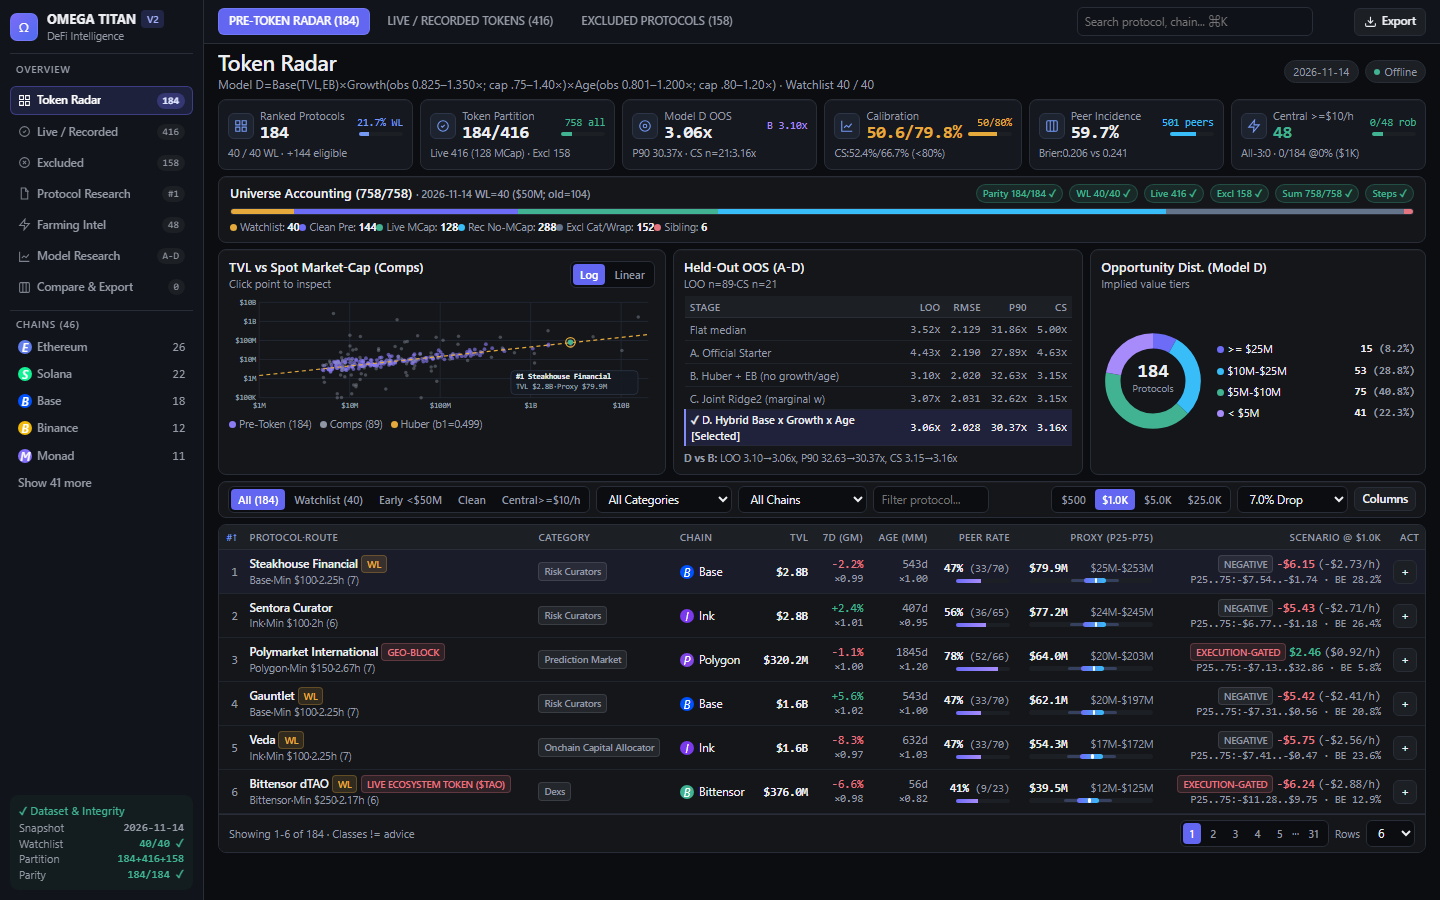 Ω OMEGA TITAN V2
DeFi Intelligence
OVERVIEW
Token Radar 184
Live / Recorded 416
Excluded 158
Protocol Research #1
Farming Intel 48
Model Research A-D
Compare & Export 0
CHAINS (46)
E Ethereum 26
S Solana 22
B Base 18
B Binance 12
M Monad 11
Show 41 more
✓ Dataset & Integrity
Snapshot 2026-11-14
Watchlist 40/40 ✓
Partition 184+416+158
Parity 184/184 ✓
PRE-TOKEN RADAR (184) LIVE / RECORDED TOKENS (416) EXCLUDED PROTOCOLS (158)
Search protocol, chain... ⌘K
Export
Token Radar
Model D=Base(TVL,EB)×Growth(obs 0.825–1.350×; cap .75–1.40×)×Age(obs 0.801–1.200×; cap .80–1.20×) · Watchlist 40 / 40
2026-11-14 Offline
Ranked Protocols
184 21.7% WL
40 / 40 WL · +144 eligible
Token Partition
184/416 758 all
Live 416 (128 MCap) · Excl 158
Model D OOS
3.06x B 3.10x
P90 30.37x · CS n=21:3.16x
Calibration
50.6/79.8% 50/80%
CS:52.4%/66.7% (<80%)
Peer Incidence
59.7% 501 peers
Brier:0.206 vs 0.241
Central >=$10/h
48 0/48 rob
All-3:0 · 0/184 @0% ($1K)
Universe Accounting (758/758) · 2026-11-14 WL=40 ($50M; old=104)
Parity 184/184 ✓ WL 40/40 ✓ Live 416 ✓ Excl 158 ✓ Sum 758/758 ✓ Steps ✓
Watchlist: 40 Clean Pre: 144 Live MCap: 128 Rec No-MCap: 288 Excl Cat/Wrap: 152 Sibling: 6
TVL vs Spot Market-Cap (Comps)
Click point to inspect
Log Linear
$10B
$1B
$100M
$10M
$1M
$100K
$1M $10M $100M $1B $10B
#1 Steakhouse Financial
TVL $2.8B·Proxy $79.9M
Pre-Token (184) Comps (89) Huber (b1=0.499)
Held-Out OOS (A-D)
LOO n=89·CS n=21
STAGE LOO RMSE P90 CS
Flat median 3.52x 2.129 31.86x 5.00x
A. Official Starter 4.43x 2.190 27.89x 4.63x
B. Huber + EB (no growth/age) 3.10x 2.020 32.63x 3.15x
C. Joint Ridge2 (marginal w) 3.07x 2.031 32.62x 3.15x
✓ D. Hybrid Base x Growth x Age [Selected] 3.06x 2.028 30.37x 3.16x
D vs B: LOO 3.10→3.06x, P90 32.63→30.37x, CS 3.15→3.16x
Opportunity Dist. (Model D)
Implied value tiers
184
Protocols
>= $25M 15 (8.2%)
$10M-$25M 53 (28.8%)
$5M-$10M 75 (40.8%)
< $5M 41 (22.3%)
All (184) Watchlist (40) Early <$50M Clean Central>=$10/h All Categories All Chains Filter protocol... $500 $1.0K $5.0K $25.0K 7.0% Drop Columns
#↑ PROTOCOL·ROUTE CATEGORY CHAIN TVL 7D (GM) AGE (MM) PEER RATE PROXY (P25-P75) SCENARIO @ $1.0K ACT
1 Steakhouse Financial WL Risk Curators B Base $2.8B -2.2% 543d 47% (33/70) $79.9M $25M-$253M NEGATIVE -$6.15 (-$2.73/h) +
Base·Min $100·2.25h (7) ×0.99 ×1.00 P25..75:-$7.54..-$1.74 · BE 28.2%
2 Sentora Curator Risk Curators I Ink $2.8B +2.4% 407d 56% (36/65) $77.2M $24M-$245M NEGATIVE -$5.43 (-$2.71/h) +
Ink·Min $100·2h (6) ×1.01 ×0.95 P25..75:-$6.77..-$1.18 · BE 26.4%
3 Polymarket International GEO-BLOCK Prediction Market P Polygon $320.2M -1.1% 1845d 78% (52/66) $64.0M $20M-$203M EXECUTION-GATED $2.46 ($0.92/h) +
Polygon·Min $150·2.67h (7) ×1.00 ×1.20 P25..75:-$7.13..$32.86 · BE 5.8%
4 Gauntlet WL Risk Curators B Base $1.6B +5.6% 543d 47% (33/70) $62.1M $20M-$197M NEGATIVE -$5.42 (-$2.41/h) +
Base·Min $100·2.25h (7) ×1.02 ×1.00 P25..75:-$7.31..$0.56 · BE 20.8%
5 Veda WL Onchain Capital Allocator I Ink $1.6B -8.3% 632d 47% (33/70) $54.3M $17M-$172M NEGATIVE -$5.75 (-$2.56/h) +
Ink·Min $100·2.25h (7) ×0.97 ×1.03 P25..75:-$7.41..-$0.47 · BE 23.6%
6 Bittensor dTAO WL LIVE ECOSYSTEM TOKEN ($TAO) Dexs B Bittensor $376.0M -6.6% 56d 41% (9/23) $39.5M $12M-$125M EXECUTION-GATED -$6.24 (-$2.88/h) +
Bittensor·Min $250·2.17h (6) ×0.98 ×0.82 P25..75:-$11.28..$9.75 · BE 12.9%
Showing 1-6 of 184 · Classes != advice
1 2 3 4 5 ··· 31 Rows 6